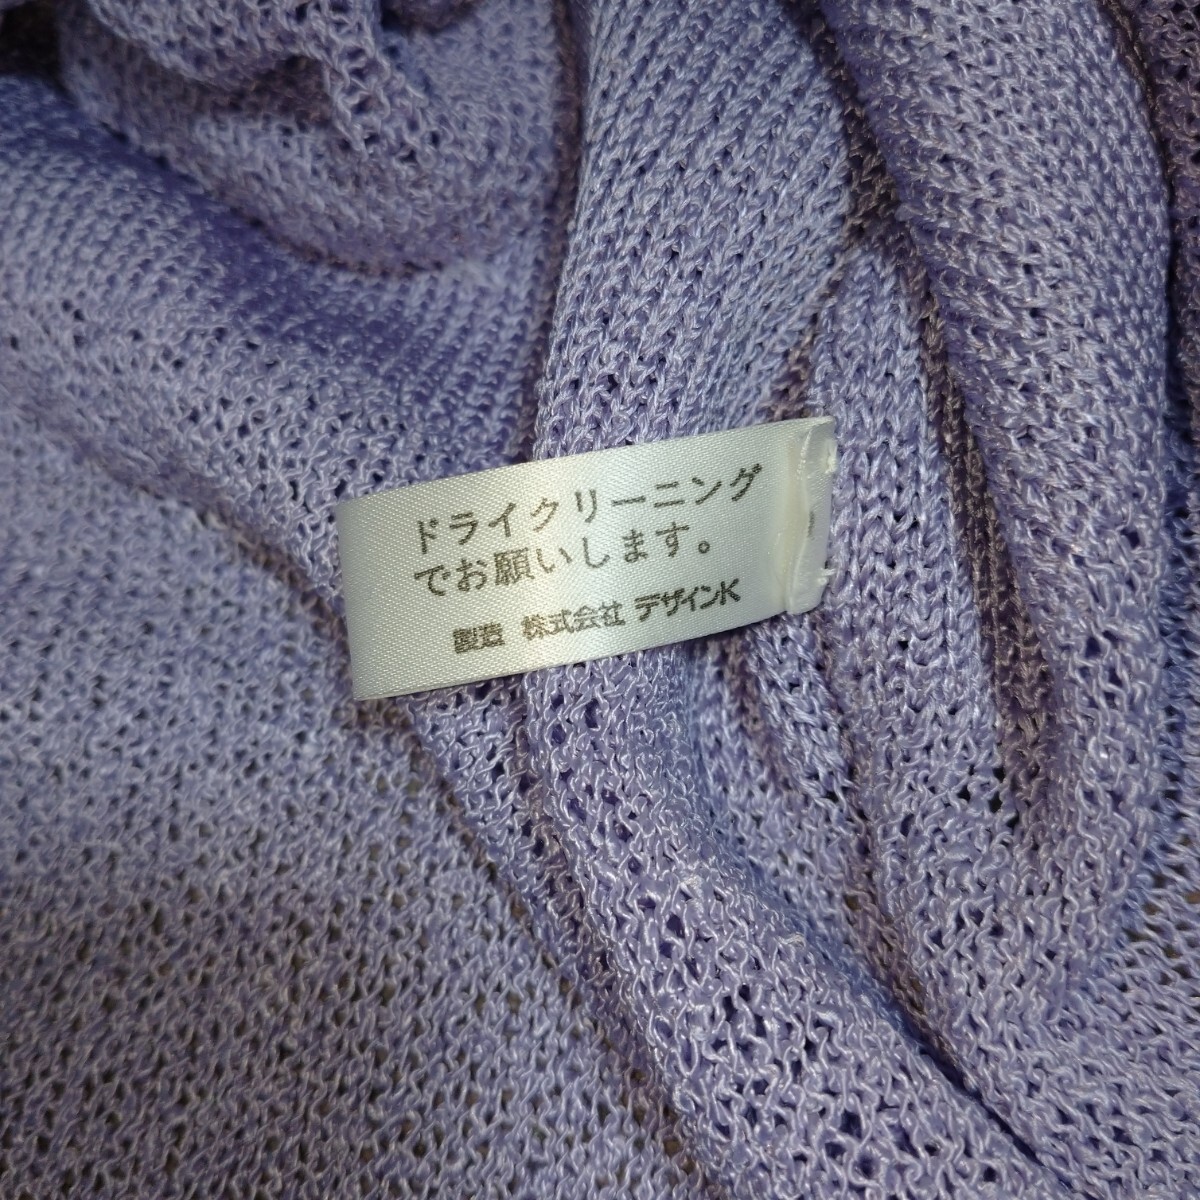 ドライクリーニング
でお願いします。
製造 株式会社 デザインK